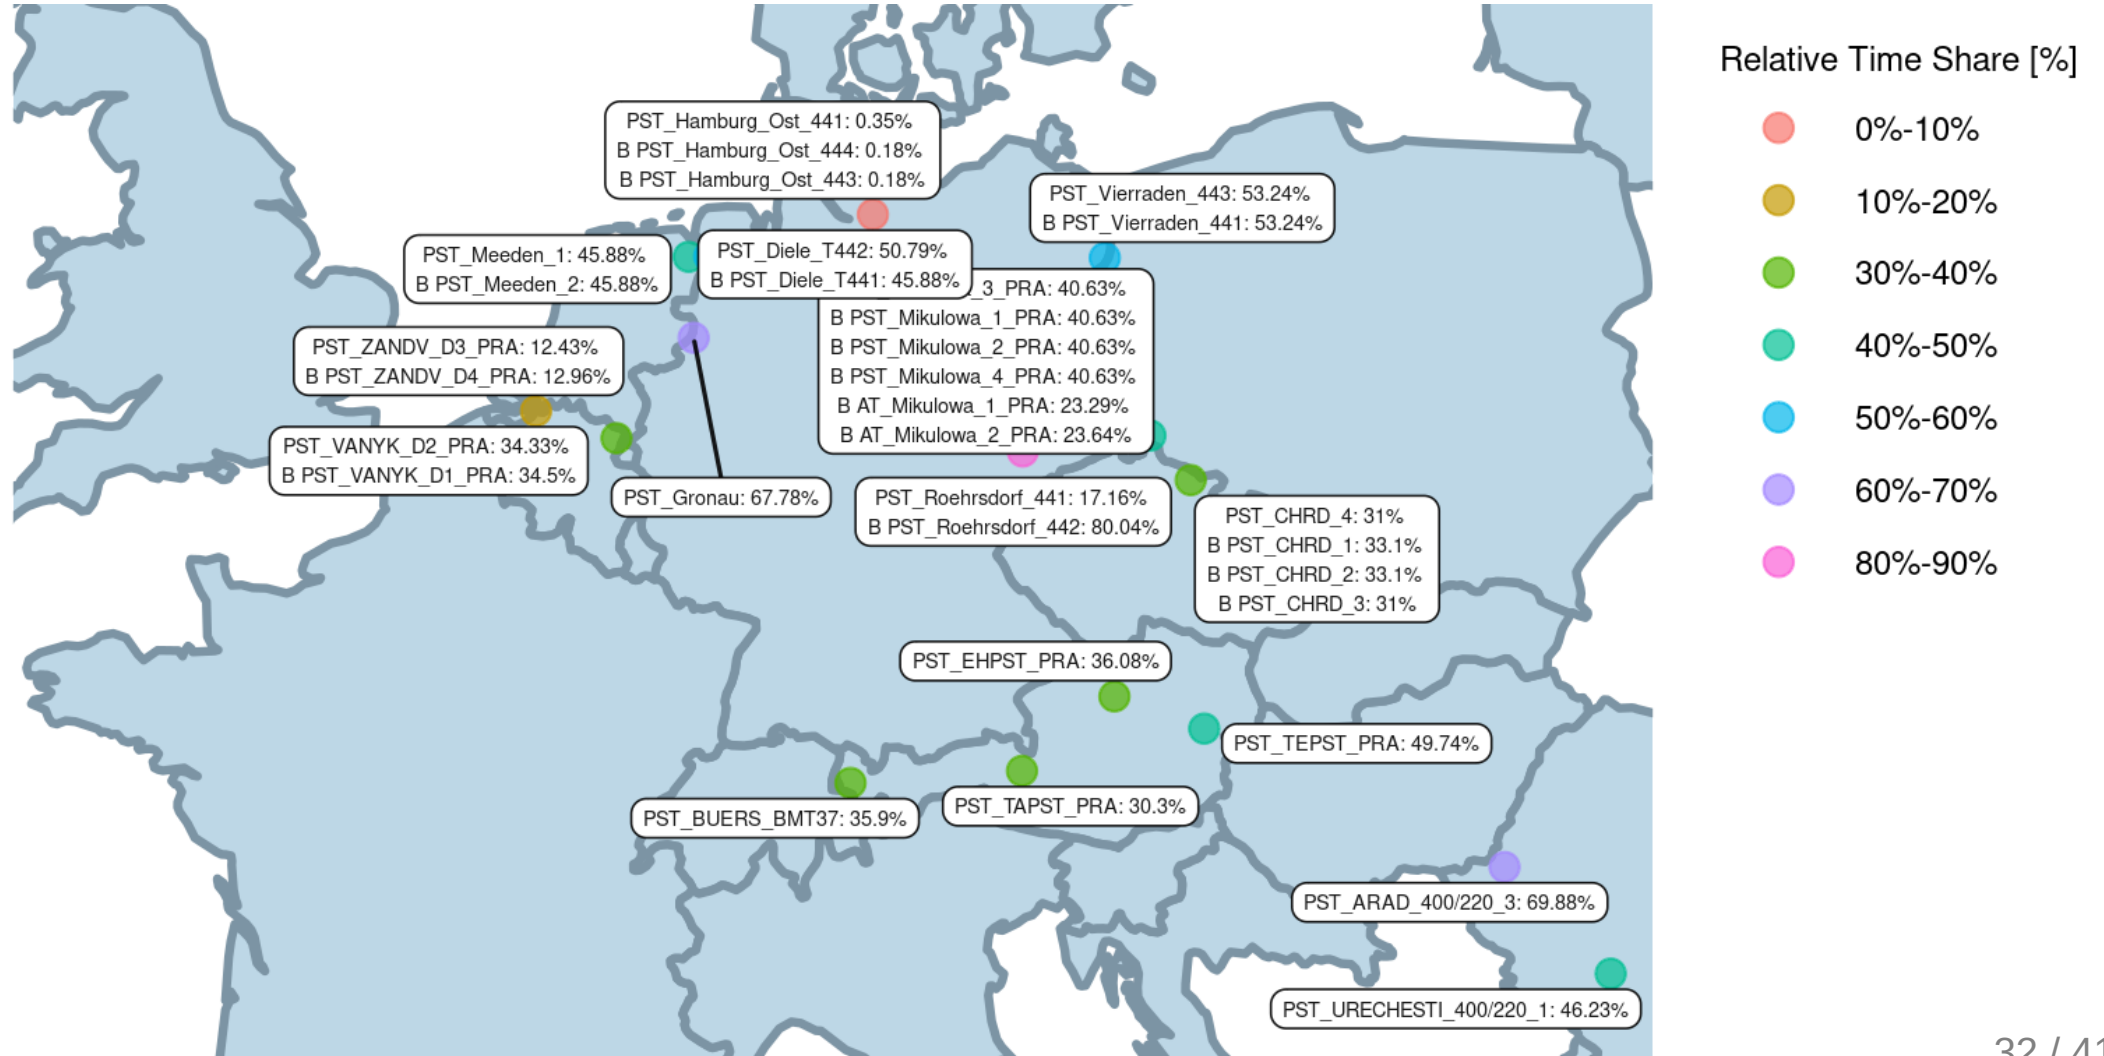 Relative Time Share [%]
0%-10%
10%-20%
30%-40%
40%-50%
50%-60%
60%-70%
80%-90%
PST_Hamburg_Ost_441: 0.35%
B PST_Hamburg_Ost_444: 0.18%
B PST_Hamburg_Ost_443: 0.18%
PST_Vierraden_443: 53.24%
B PST_Vierraden_441: 53.24%
PST_Meeden_1: 45.88%
B PST_Meeden_2: 45.88%
PST_Diele_T442: 50.79%
B PST_Diele_T441: 45.88%
_3_PRA: 40.63%
B PST_Mikulowa_1_PRA: 40.63%
B PST_Mikulowa_2_PRA: 40.63%
B PST_Mikulowa_4_PRA: 40.63%
B AT_Mikulowa_1_PRA: 23.29%
B AT_Mikulowa_2_PRA: 23.64%
PST_ZANDV_D3_PRA: 12.43%
B PST_ZANDV_D4_PRA: 12.96%
PST_VANYK_D2_PRA: 34.33%
B PST_VANYK_D1_PRA: 34.5%
PST_Gronau: 67.78%
PST_Roehrsdorf_441: 17.16%
B PST_Roehrsdorf_442: 80.04%
PST_CHRD_4: 31%
B PST_CHRD_1: 33.1%
B PST_CHRD_2: 33.1%
B PST_CHRD_3: 31%
PST_EHPST_PRA: 36.08%
PST_TEPST_PRA: 49.74%
PST_BUERS_BMT37: 35.9%
PST_TAPST_PRA: 30.3%
PST_ARAD_400/220_3: 69.88%
PST_URECHESTI_400/220_1: 46.23%
32 / 41